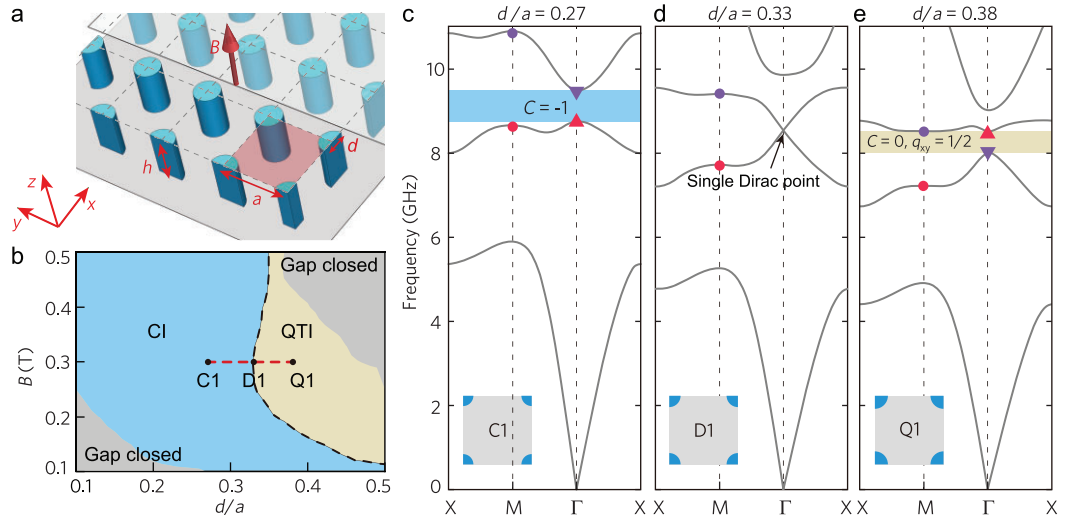 a
B
h
a
d
z
y
x
b
0.5
0.4
0.3
0.2
0.1
B (T)
Gap closed
CI
QTI
C1
D1
Q1
Gap closed
0.1
0.2
0.3
0.4
0.5
d/a
c
d/a = 0.27
10
8
6
4
2
0
Frequency (GHz)
C = -1
C1
X
M
Γ
X
d
d/a = 0.33
Single Dirac point
D1
X
M
Γ
X
e
d/a = 0.38
C = 0, qxy = 1/2
Q1
X
M
Γ
X